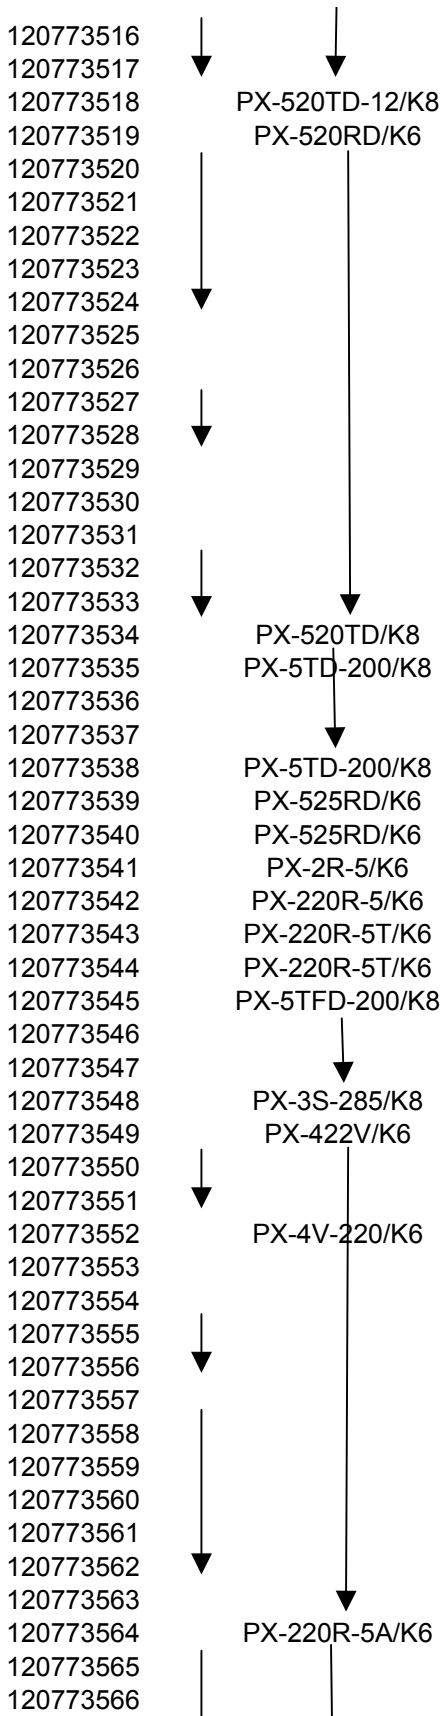 120773516
120773517
120773518 PX-520TD-12/K8
120773519 PX-520RD/K6
120773520
120773521
120773522
120773523
120773524
120773525
120773526
120773527
120773528
120773529
120773530
120773531
120773532
120773533
120773534 PX-520TD/K8
120773535 PX-5TD-200/K8
120773536
120773537
120773538 PX-5TD-200/K8
120773539 PX-525RD/K6
120773540 PX-525RD/K6
120773541 PX-2R-5/K6
120773542 PX-220R-5/K6
120773543 PX-220R-5T/K6
120773544 PX-220R-5T/K6
120773545 PX-5TFD-200/K8
120773546
120773547
120773548 PX-3S-285/K8
120773549 PX-422V/K6
120773550
120773551
120773552 PX-4V-220/K6
120773553
120773554
120773555
120773556
120773557
120773558
120773559
120773560
120773561
120773562
120773563
120773564 PX-220R-5A/K6
120773565
120773566